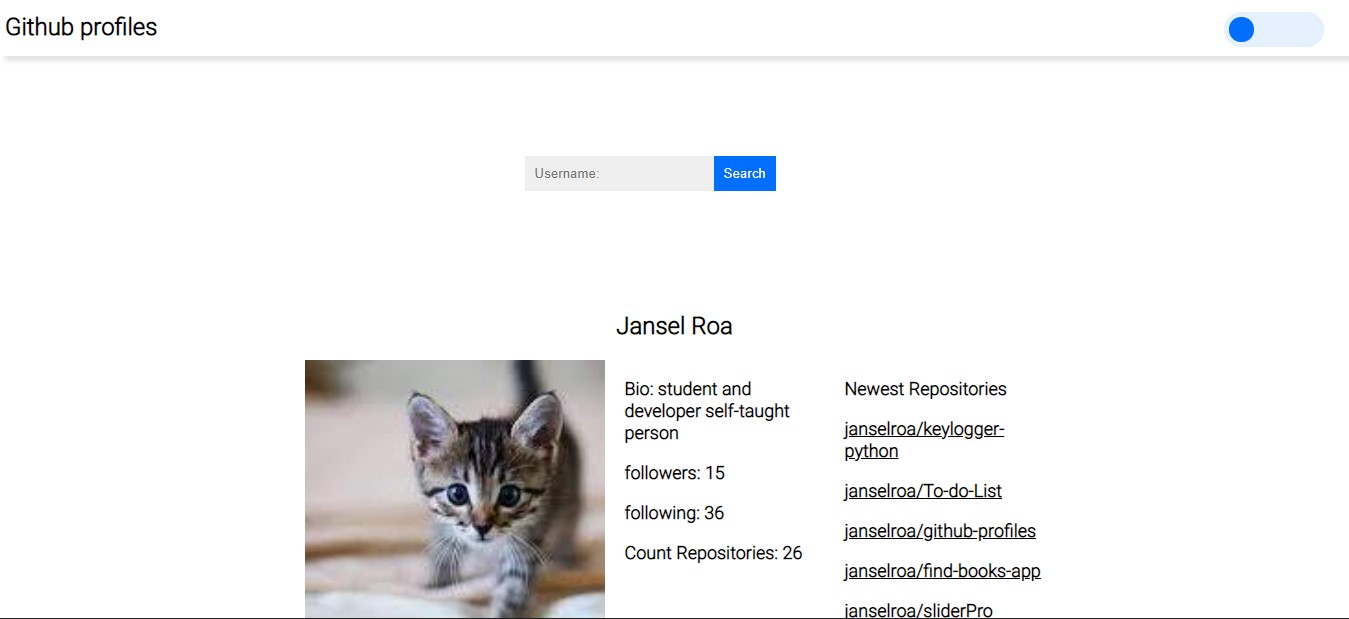 Github profiles
Username:
Search
Jansel Roa
Bio: student and
developer self-taught
person
followers: 15
following: 36
Count Repositories: 26
Newest Repositories
janselroa/keylogger-
python
janselroa/To-do-List
janselroa/github-profiles
janselroa/find-books-app
janselroa/sliderPro